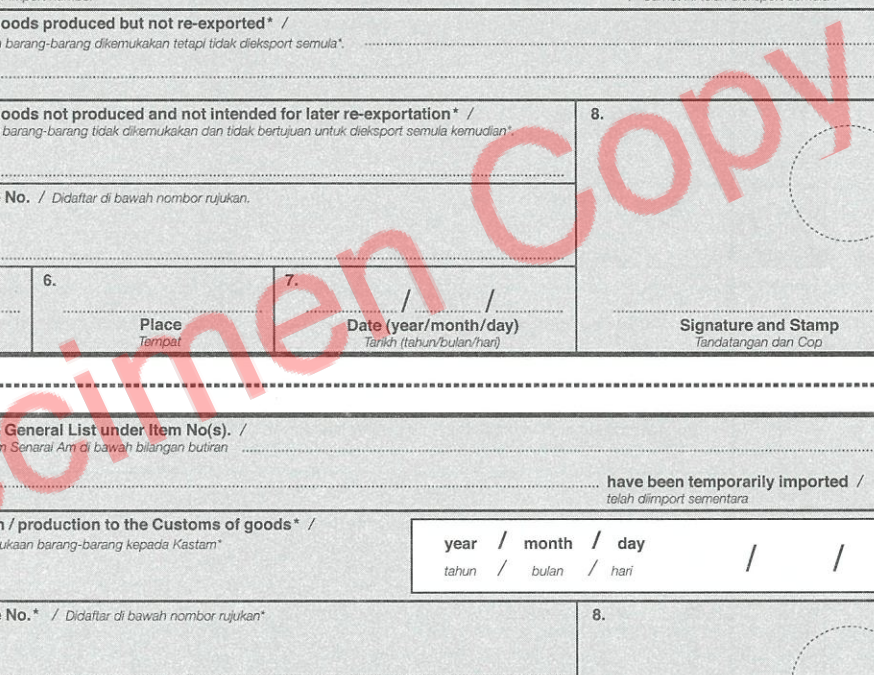 oods produced but not re-exported* /
barang-barang dikemukakan tetapi tidak dieksport semula*.
oods not produced and not intended for later re-exportation* /
barang-barang tidak dikemukakan dan tidak bertujuan untuk dieksport semula kemudian*.
8.
No. / Didaftar di bawah nombor rujukan.
6.
7.
/ /
Place
Date (year/month/day)
Signature and Stamp
Tempat
Tarikh (tahun/bulan/hari)
Tandatangan dan Cop
cimen Copy
General List under Item No(s). /
Senarai Am di bawah bilangan butiran
have been temporarily imported /
telah diimport sementara
/ production to the Customs of goods* /
ukaan barang-barang kepada Kastam*
year / month / day / /
tahun / bulan / hari
No.* / Didaftar di bawah nombor rujukan*
8.